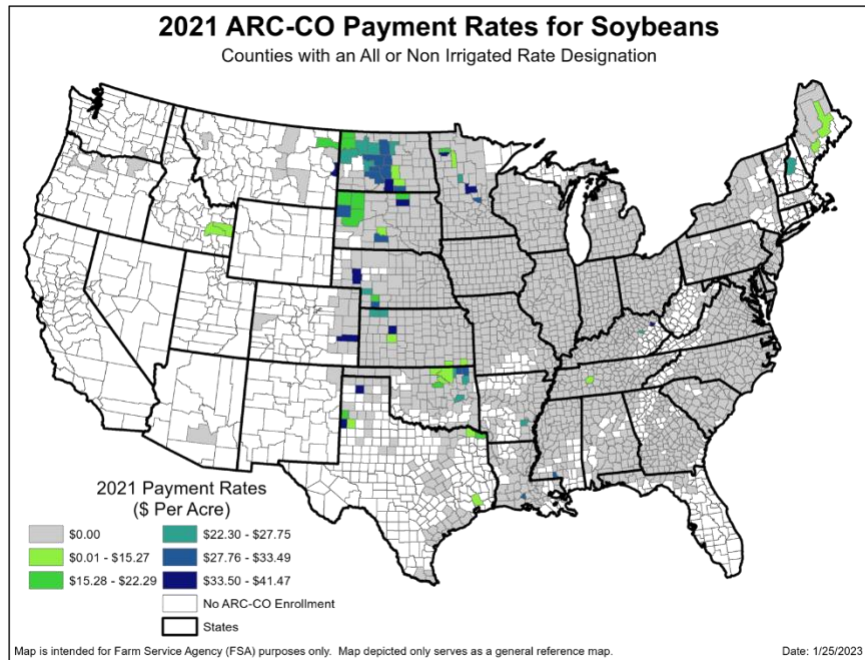 2021 ARC-CO Payment Rates for Soybeans
Counties with an All or Non Irrigated Rate Designation
2021 Payment Rates
($ Per Acre)
$0.00
$0.01 - $15.27
$15.28 - $22.29
$22.30 - $27.75
$27.76 - $33.49
$33.50 - $41.47
No ARC-CO Enrollment
States
Map is intended for Farm Service Agency (FSA) purposes only. Map depicted only serves as a general reference map.
Date: 1/25/2023